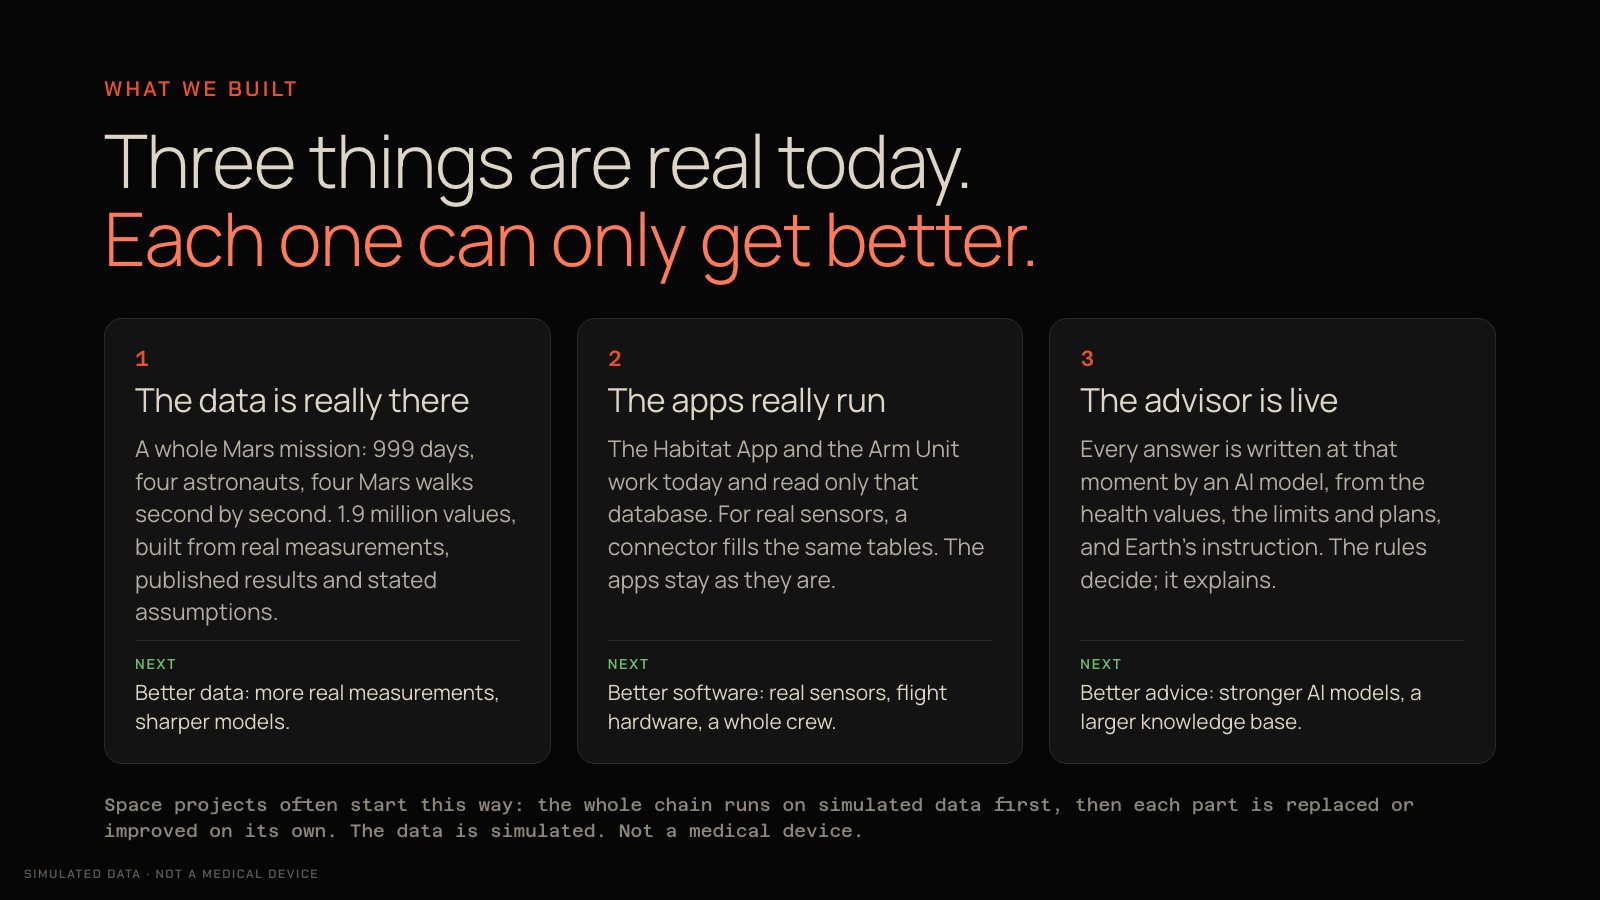 WHAT WE BUILT
Three things are real today.
Each one can only get better.
1
The data is really there
A whole Mars mission: 999 days,
four astronauts, four Mars walks
second by second. 1.9 million values,
built from real measurements,
published results and stated
assumptions.
NEXT
Better data: more real measurements,
sharper models.
2
The apps really run
The Habitat App and the Arm Unit
work today and read only that
database. For real sensors, a
connector fills the same tables. The
apps stay as they are.
NEXT
Better software: real sensors, flight
hardware, a whole crew.
3
The advisor is live
Every answer is written at that
moment by an AI model, from the
health values, the limits and plans,
and Earth’s instruction. The rules
decide; it explains.
NEXT
Better advice: stronger AI models, a
larger knowledge base.
Space projects often start this way: the whole chain runs on simulated data first, then each part is replaced or
improved on its own. The data is simulated. Not a medical device.
SIMULATED DATA · NOT A MEDICAL DEVICE